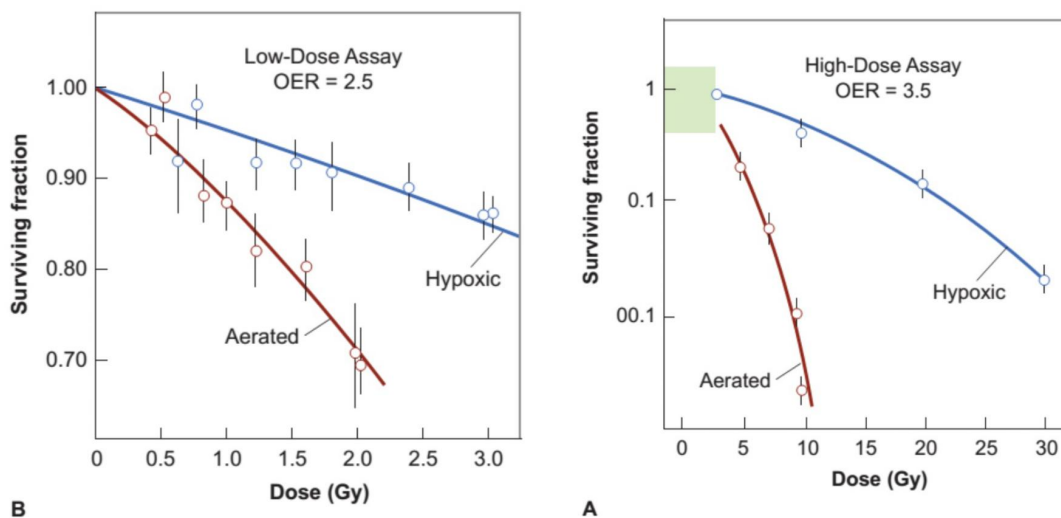 Low-Dose Assay
OER = 2.5
1.00
0.90
0.80
0.70
Surviving fraction
Hypoxic
Aerated
0 0.5 1.0 1.5 2.0 2.5 3.0
Dose (Gy)
B
High-Dose Assay
OER = 3.5
1
0.1
00.1
Surviving fraction
Hypoxic
Aerated
0 5 10 15 20 25 30
Dose (Gy)
A